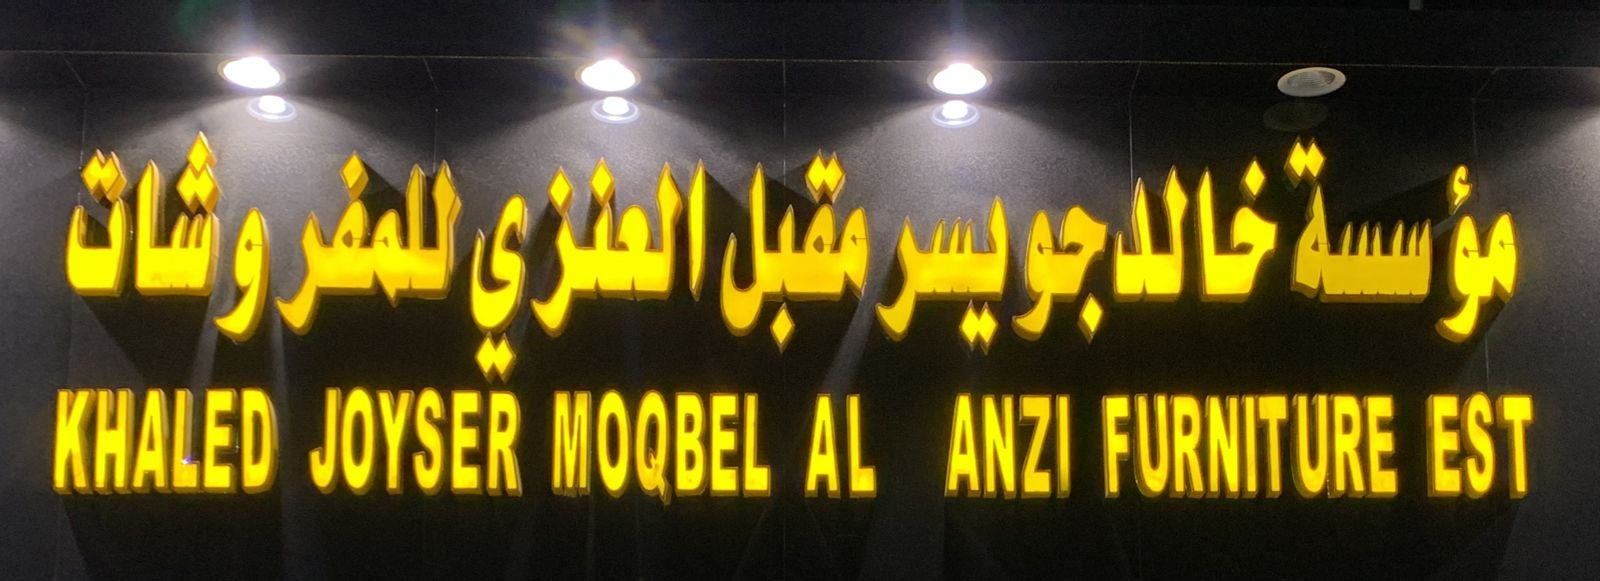 مؤسسة خالد جويسر مقبل العنزي للمفروشات
KHALED JOYSER MOQBEL AL ANZI FURNITURE EST